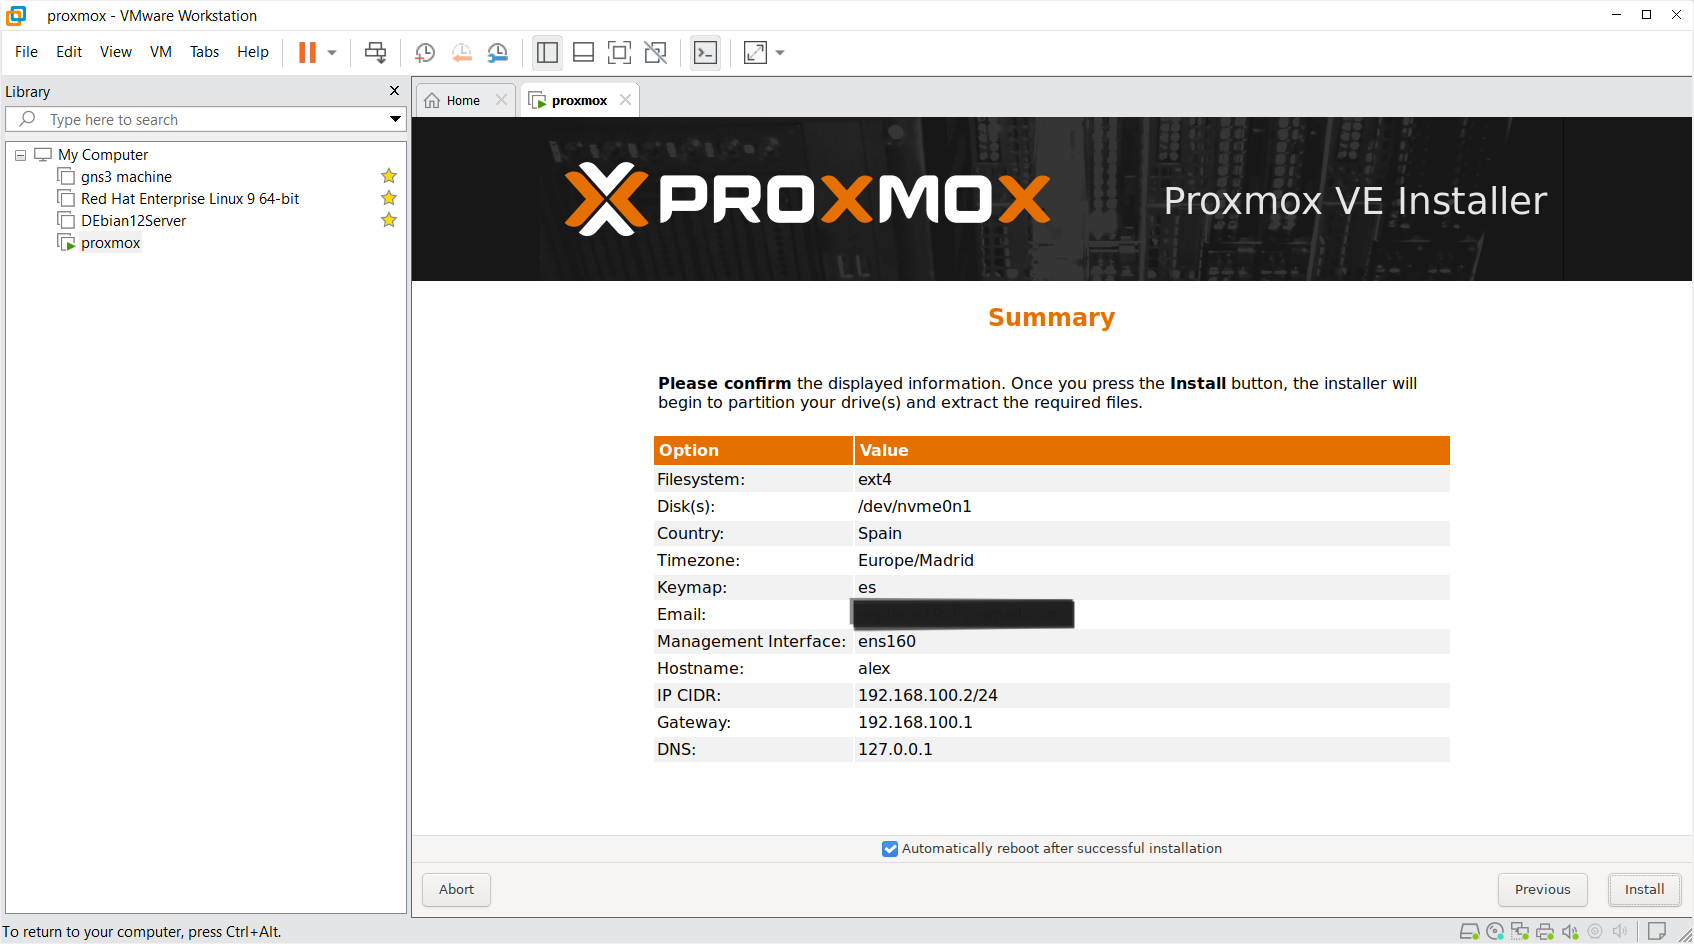 proxmox - VMware Workstation
File Edit View VM Tabs Help
Library
Type here to search
My Computer
gns3 machine
Red Hat Enterprise Linux 9 64-bit
DEbian12Server
proxmox
Home
proxmox
PROXMOX
Proxmox VE Installer
Summary
Please confirm the displayed information. Once you press the Install button, the installer will
begin to partition your drive(s) and extract the required files.
Option Value
Filesystem: ext4
Disk(s): /dev/nvme0n1
Country: Spain
Timezone: Europe/Madrid
Keymap: es
Email:
Management Interface: ens160
Hostname: alex
IP CIDR: 192.168.100.2/24
Gateway: 192.168.100.1
DNS: 127.0.0.1
Automatically reboot after successful installation
Abort Previous Install
To return to your computer, press Ctrl+Alt.